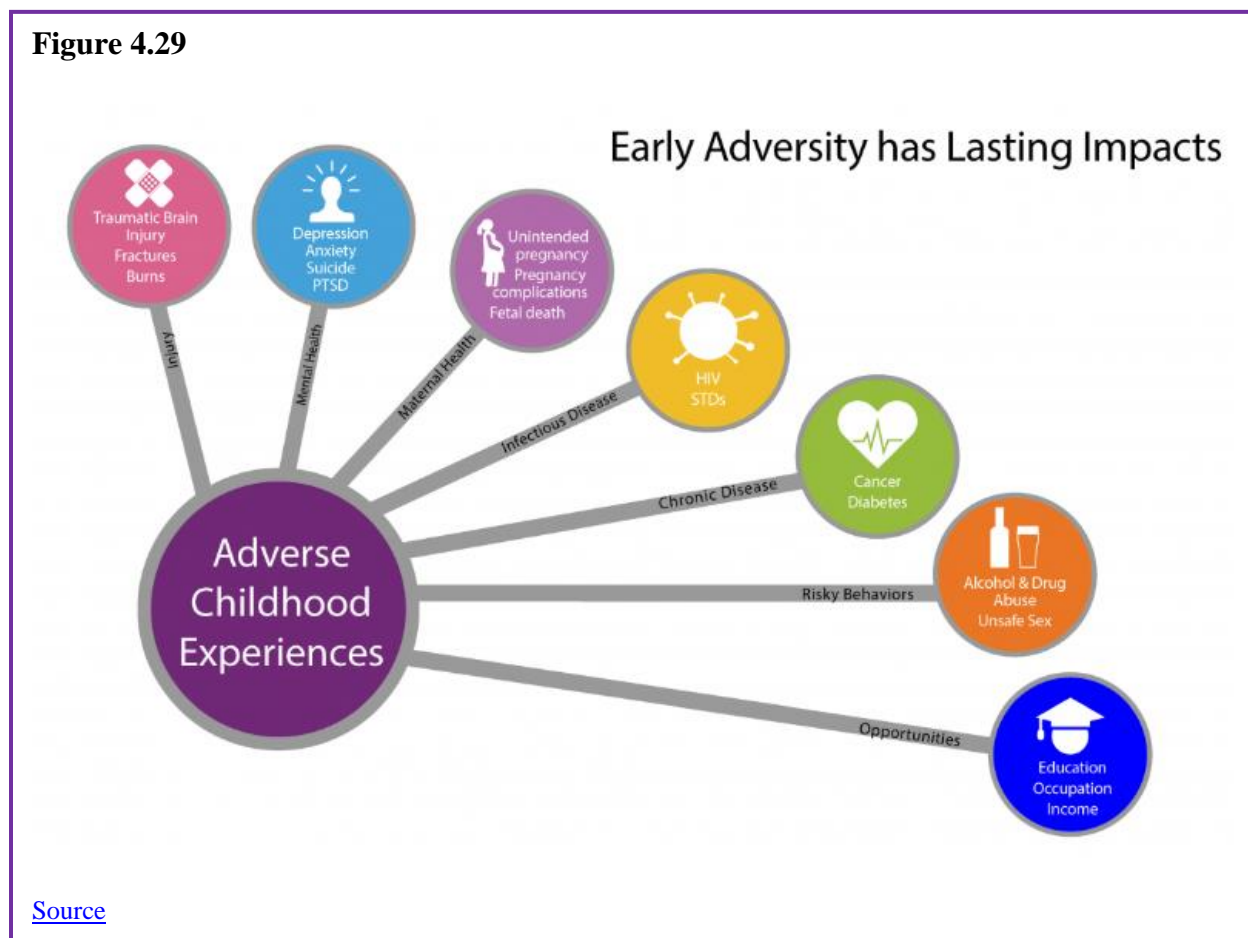 Figure 4.29
Early Adversity has Lasting Impacts
Traumatic Brain
Injury
Fractures
Burns
Injury
Depression
Anxiety
Suicide
PTSD
Mental Health
Unintended
pregnancy
Pregnancy
complications
Fetal death
Maternal Health
HIV
STDs
Infectious Disease
Cancer
Diabetes
Chronic Disease
Alcohol & Drug
Abuse
Unsafe Sex
Risky Behaviors
Education
Occupation
Income
Opportunities
Adverse
Childhood
Experiences
Source